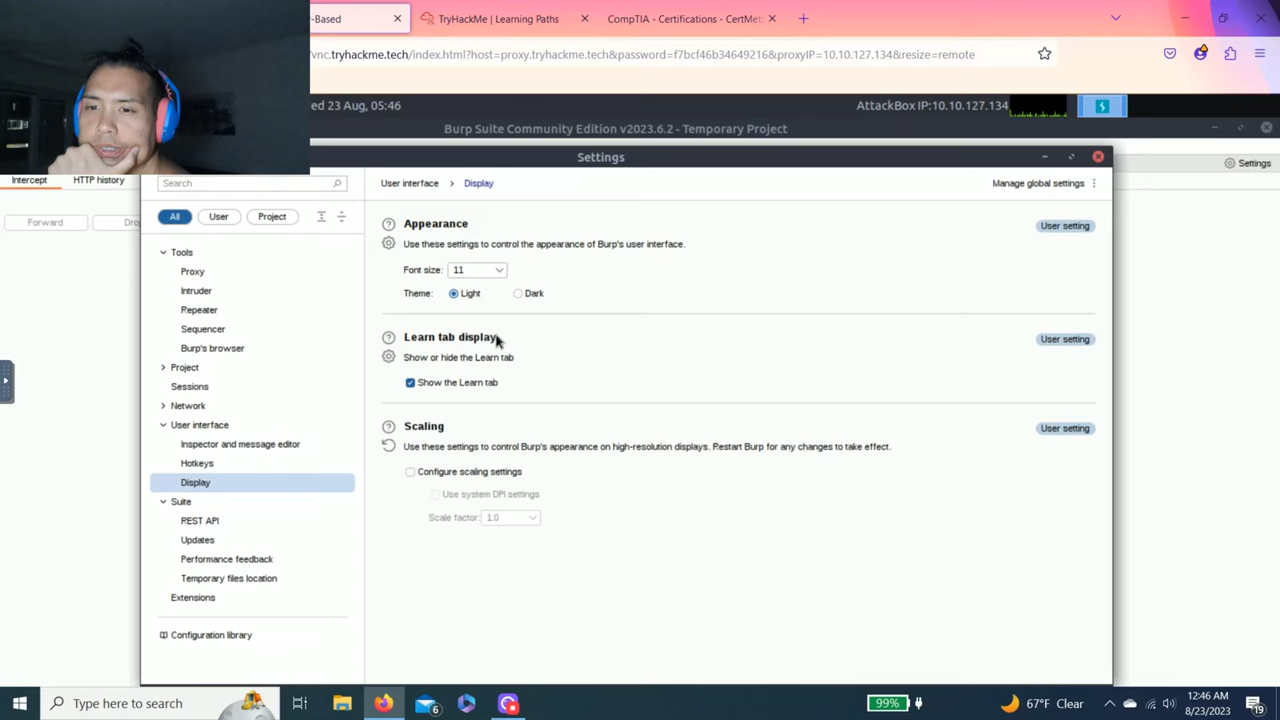 -Based
TryHackMe | Learning Paths
CompTIA - Certifications - CertMet
vnc.tryhackme.tech/index.html?host=proxy.tryhackme.tech&password=f7bcf46b34649216&proxyIP=10.10.127.134&resize=remote
ed 23 Aug, 05:46
AttackBox IP:10.10.127.134
Burp Suite Community Edition v2023.6.2 - Temporary Project
Settings
Settings
Intercept
HTTP history
Search
User interface > Display
Manage global settings
Forward
Dro
All
User
Project
Appearance
User setting
Use these settings to control the appearance of Burp's user interface.
Font size: 11
Theme: Light Dark
Tools
Proxy
Intruder
Repeater
Sequencer
Burp's browser
Project
Sessions
Network
User interface
Inspector and message editor
Hotkeys
Display
Suite
REST API
Updates
Performance feedback
Temporary files location
Extensions
Configuration library
Learn tab display
User setting
Show or hide the Learn tab
Show the Learn tab
Scaling
User setting
Use these settings to control Burp's appearance on high-resolution displays. Restart Burp for any changes to take effect.
Configure scaling settings
Use system DPI settings
Scale factor: 1.0
Type here to search
6
99%
67°F Clear
12:46 AM
8/23/2023
19